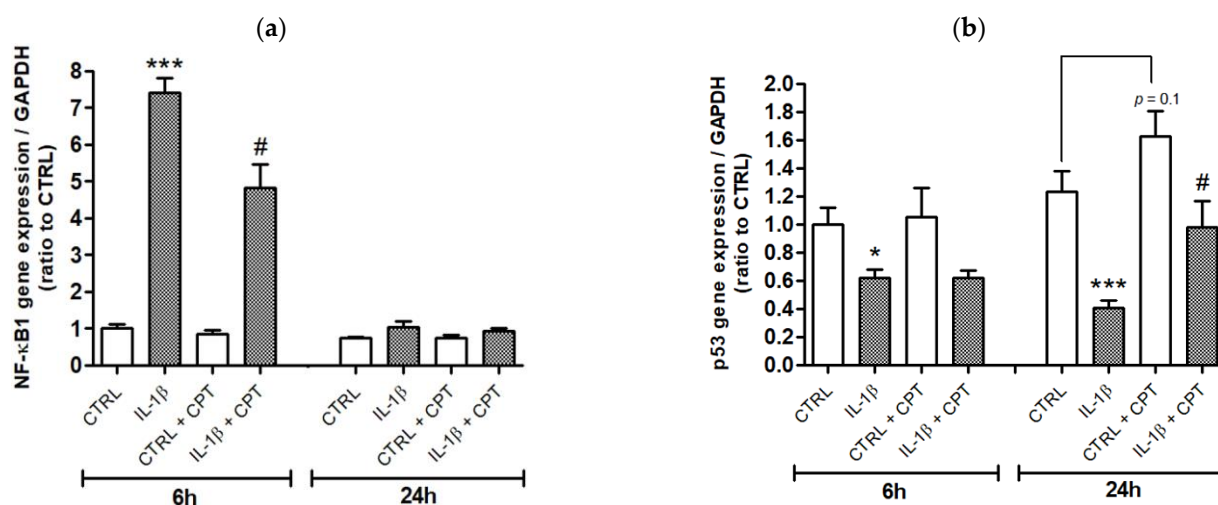 (a)
NF-κB1 gene expression / GAPDH
(ratio to CTRL)
8
7
6
5
4
3
2
1
0
***
#
CTRL
IL-1β
CTRL + CPT
IL-1β + CPT
CTRL
IL-1β
CTRL + CPT
IL-1β + CPT
6h
24h
(b)
p53 gene expression / GAPDH
(ratio to CTRL)
2.0
1.8
1.6
1.4
1.2
1.0
0.8
0.6
0.4
0.2
0.0
*
***
p = 0.1
#
CTRL
IL-1β
CTRL + CPT
IL-1β + CPT
CTRL
IL-1β
CTRL + CPT
IL-1β + CPT
6h
24h